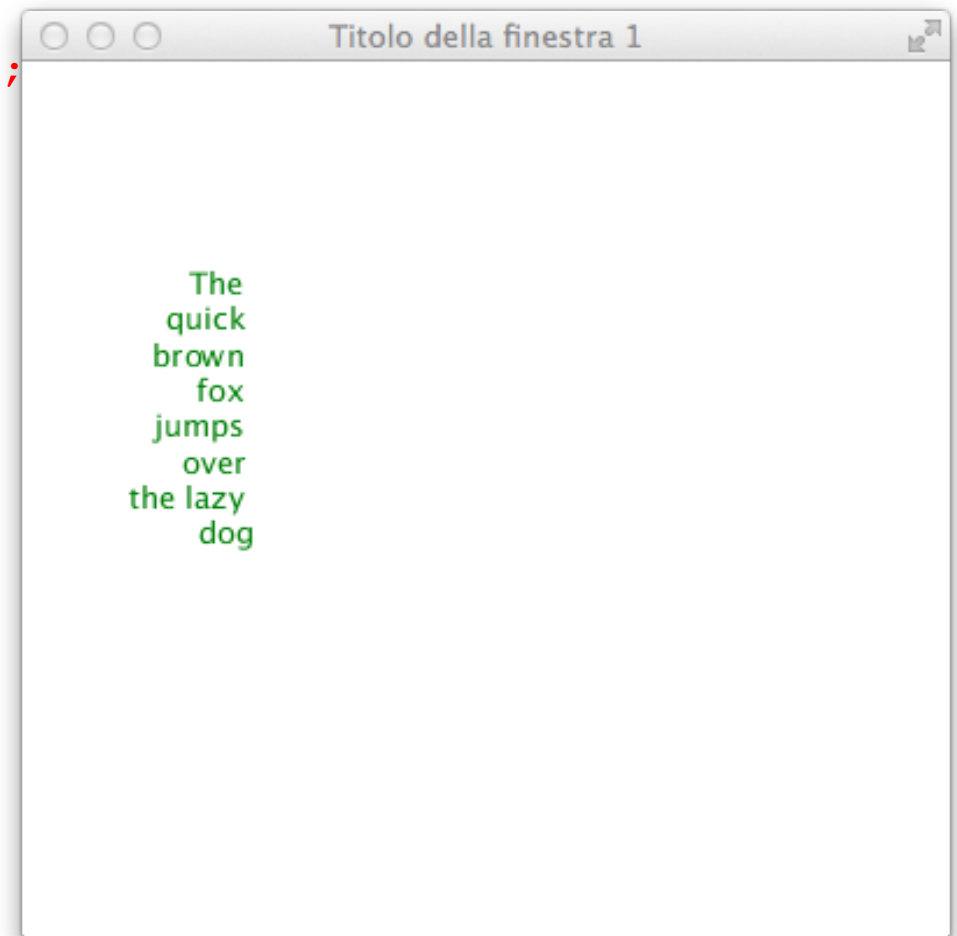 Titolo della finestra 1
;
The
quick
brown
fox
jumps
over
the lazy
dog